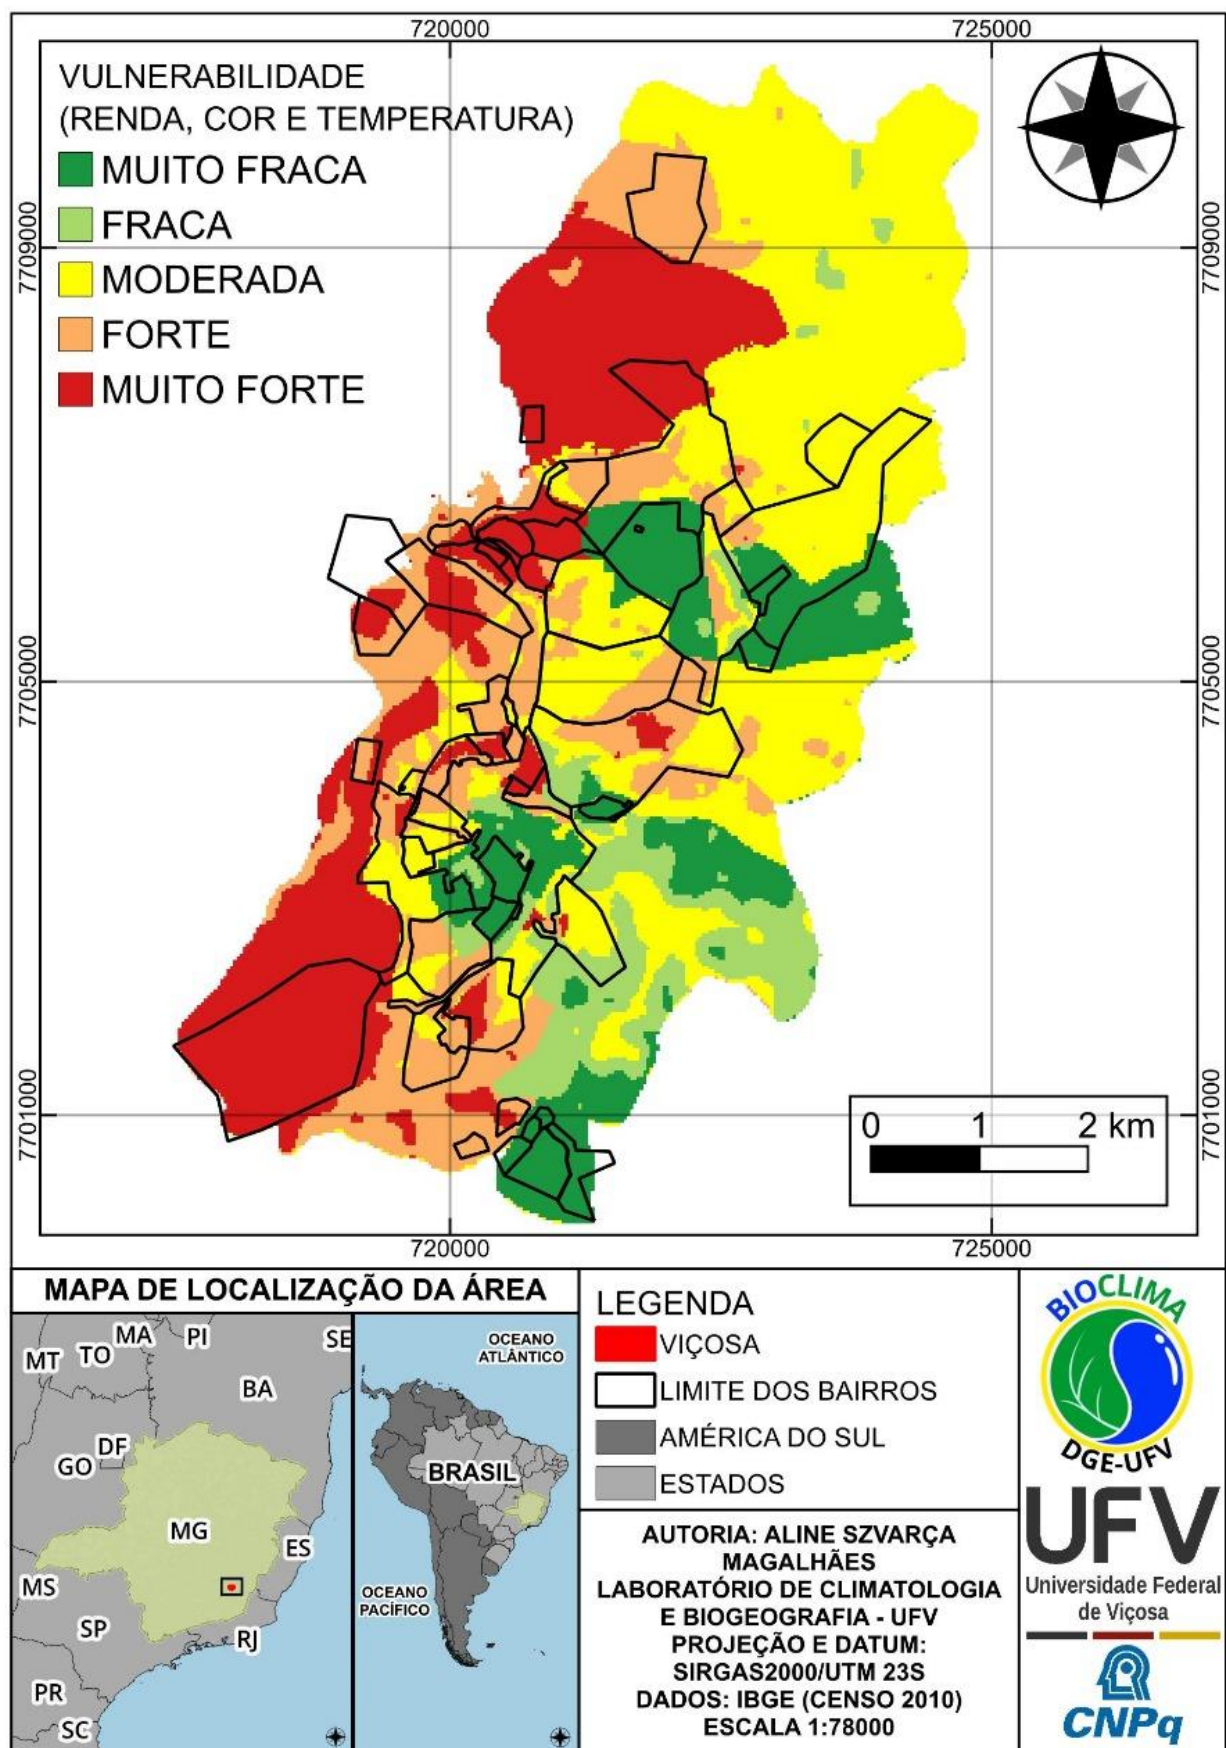 720000
725000
VULNERABILIDADE
(RENDA, COR E TEMPERATURA)
MUITO FRACA
FRACA
MODERADA
FORTE
MUITO FORTE
7709000
7709000
7705000
7705000
7701000
7701000
0 1 2 km
720000
725000
MAPA DE LOCALIZAÇÃO DA ÁREA
MA
PI
SE
MT
TO
BA
DF
GO
MG
ES
MS
SP
RJ
PR
SC
OCEANO
ATLÂNTICO
BRASIL
OCEANO
PACÍFICO
LEGENDA
VIÇOSA
LIMITE DOS BAIRROS
AMÉRICA DO SUL
ESTADOS
AUTORIA: ALINE SZVARÇA
MAGALHÃES
LABORATÓRIO DE CLIMATOLOGIA
E BIOGEOGRAFIA - UFV
PROJEÇÃO E DATUM:
SIRGAS2000/UTM 23S
DADOS: IBGE (CENSO 2010)
ESCALA 1:78000
BIOCLIMA
DGE-UFV
UFV
Universidade Federal
de Viçosa
CNPq